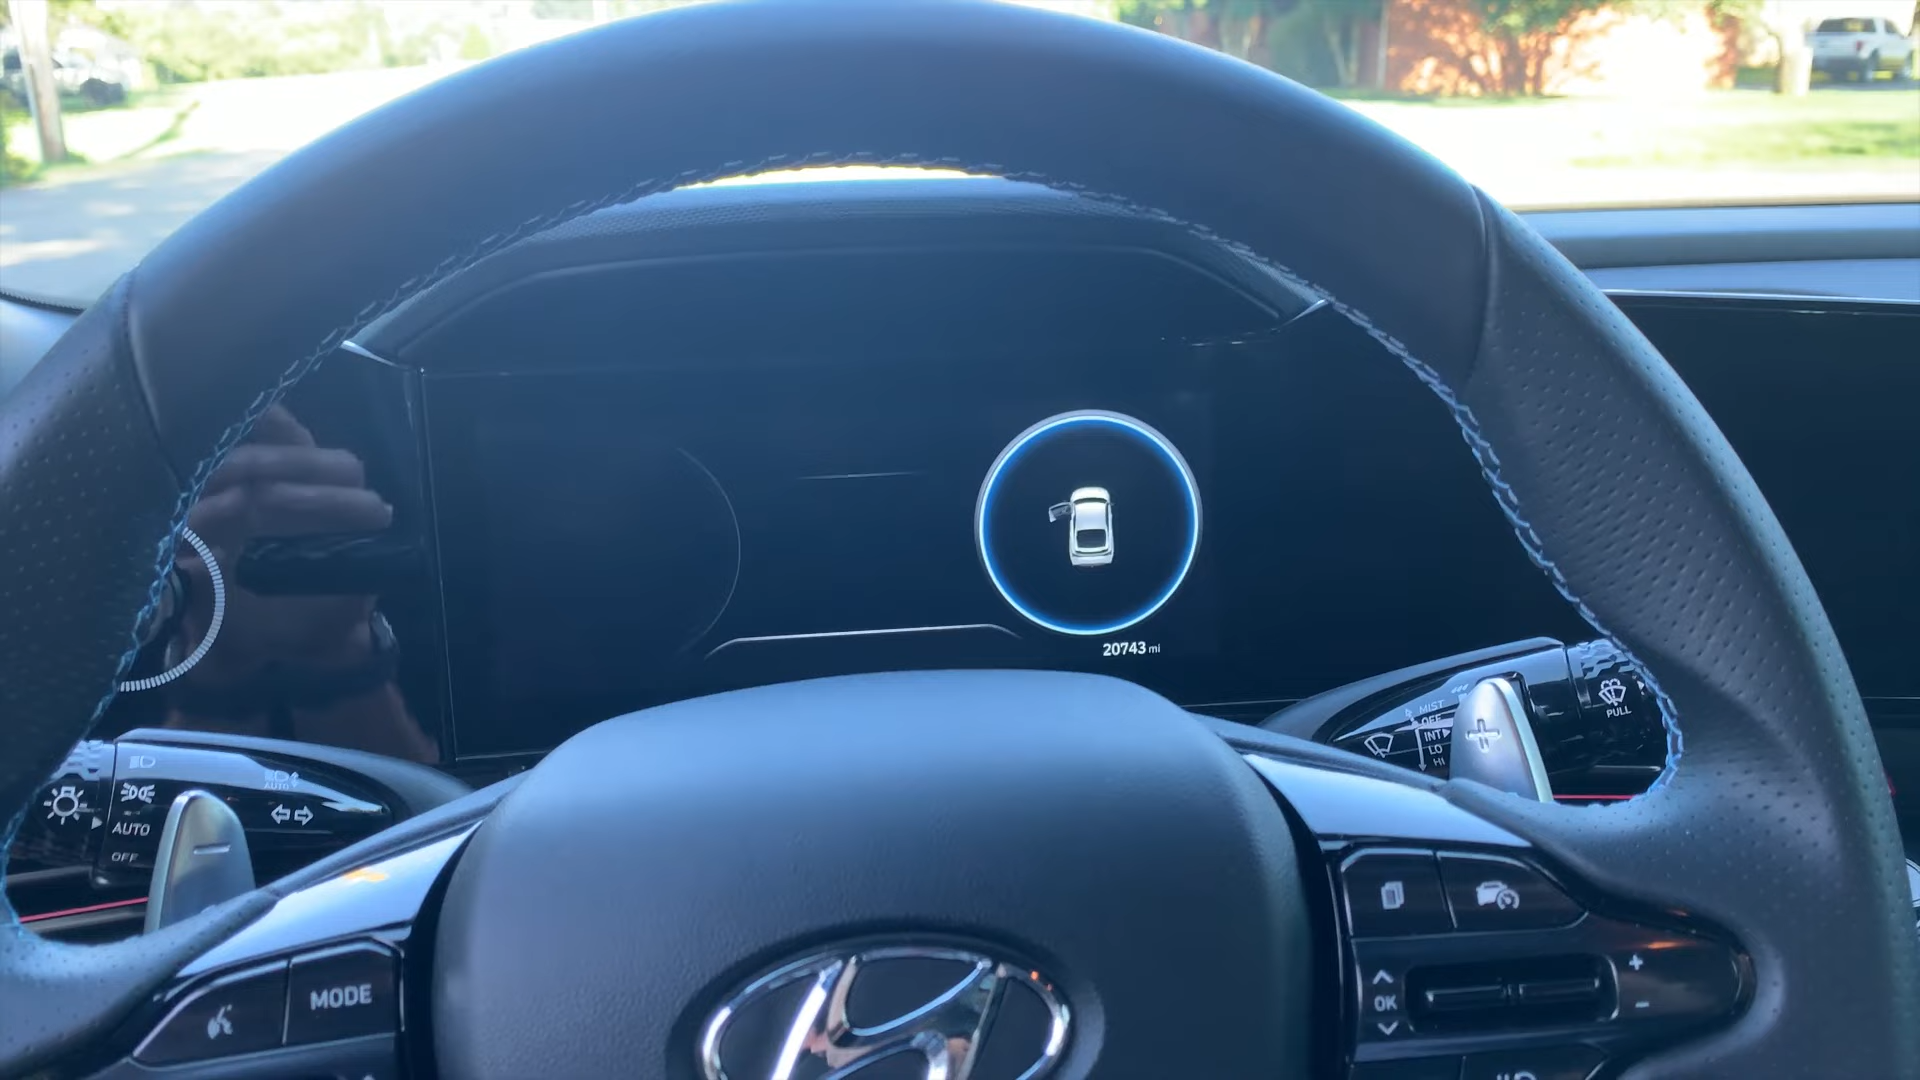 20743 mi
MIST
OFF
INT
LO
HI
PULL
AUTO
AUTO
OFF
MODE
OK
+
-